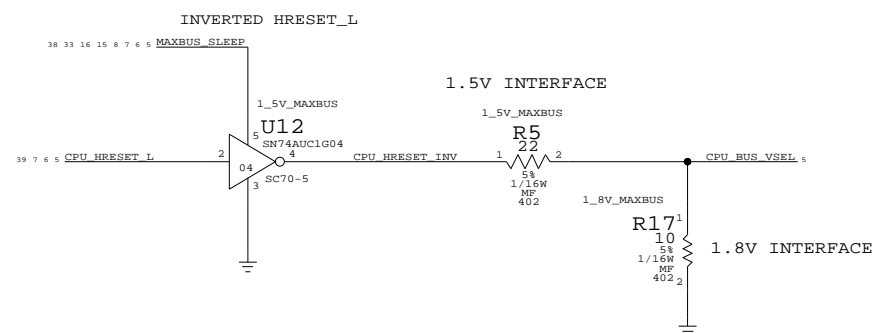 INVERTED HRESET_L
38 33 16 15 8 7 6 5 MAXBUS_SLEEP
1.5V INTERFACE
1_5V_MAXBUS
1_5V_MAXBUS
5 U12
R5
SN74AUC1G04
22
39 7 6 5 CPU_HRESET_L
2
4
CPU_HRESET_INV
1
2
CPU_BUS_VSEL 5
04
5%
SC70-5
3
1/16W
MF
402
1_8V_MAXBUS
R17 1
10
5%
1.8V INTERFACE
1/16W
MF
402 2